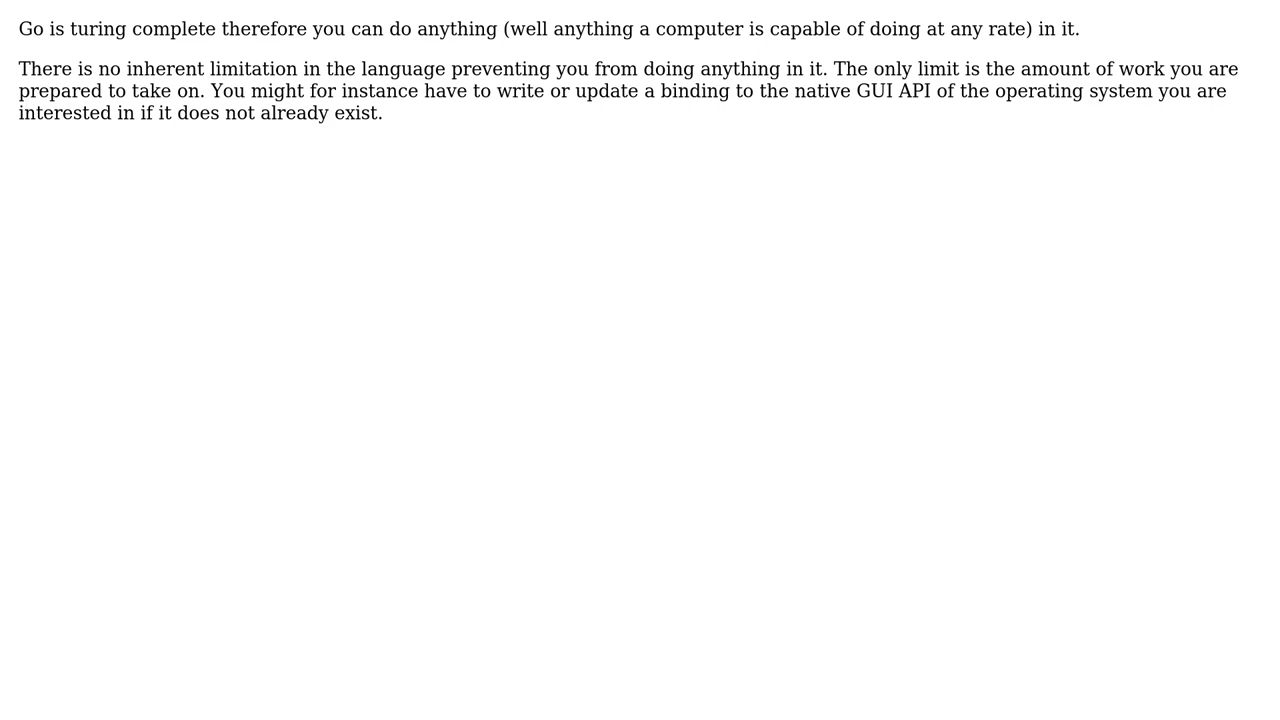 Go is turing complete therefore you can do anything (well anything a computer is capable of doing at any rate) in it.
There is no inherent limitation in the language preventing you from doing anything in it. The only limit is the amount of work you are
prepared to take on. You might for instance have to write or update a binding to the native GUI API of the operating system you are
interested in if it does not already exist.